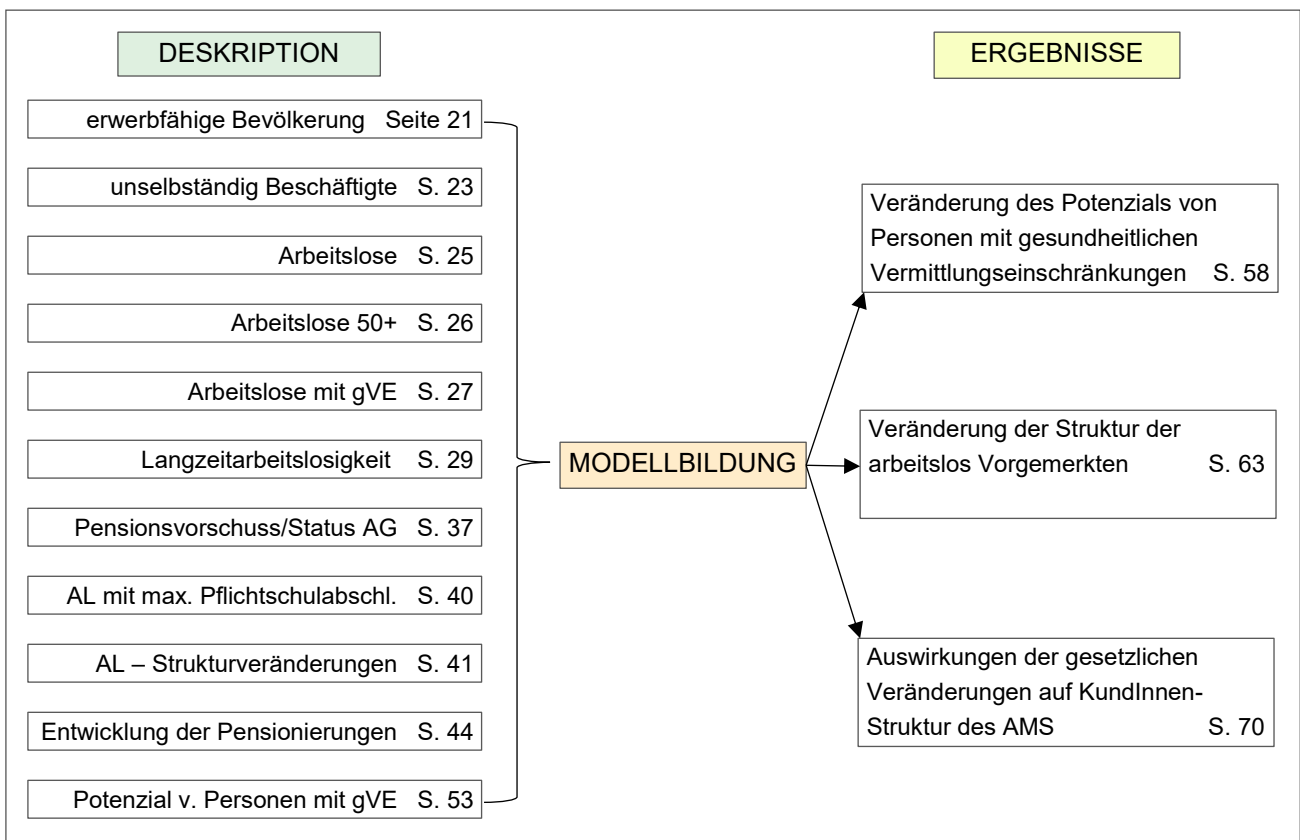 DESKRIPTION
erwerbfähige Bevölkerung Seite 21
unselbständig Beschäftigte S. 23
Arbeitslose S. 25
Arbeitslose 50+ S. 26
Arbeitslose mit gVE S. 27
Langzeitarbeitslosigkeit S. 29
Pensionsvorschuss/Status AG S. 37
AL mit max. Pflichtschulabschl. S. 40
AL – Strukturveränderungen S. 41
Entwicklung der Pensionierungen S. 44
Potenzial v. Personen mit gVE S. 53
MODELLBILDUNG
ERGEBNISSE
Veränderung des Potenzials von
Personen mit gesundheitlichen
Vermittlungseinschränkungen S. 58
Veränderung der Struktur der
arbeitslos Vorgemerkten S. 63
Auswirkungen der gesetzlichen
Veränderungen auf KundInnen-
Struktur des AMS S. 70